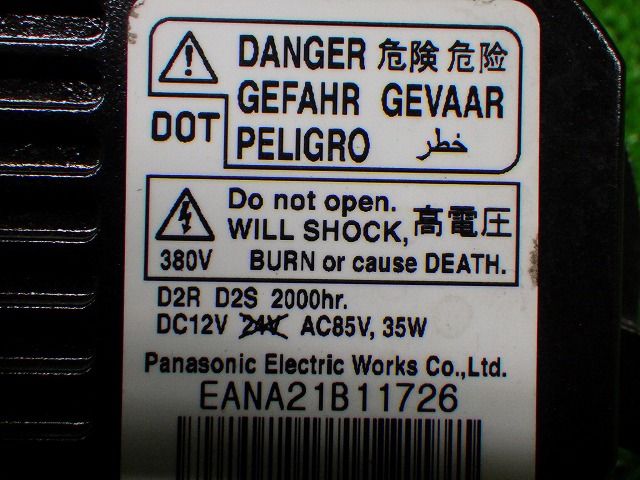 DANGER 危険 危险
GEFAHR GEVAAR
DOT PELIGRO خطر
Do not open.
WILL SHOCK, 高電圧
380V BURN or cause DEATH.
D2R D2S 2000hr.
DC12V 24V AC85V, 35W
Panasonic Electric Works Co.,Ltd.
EANA21B11726